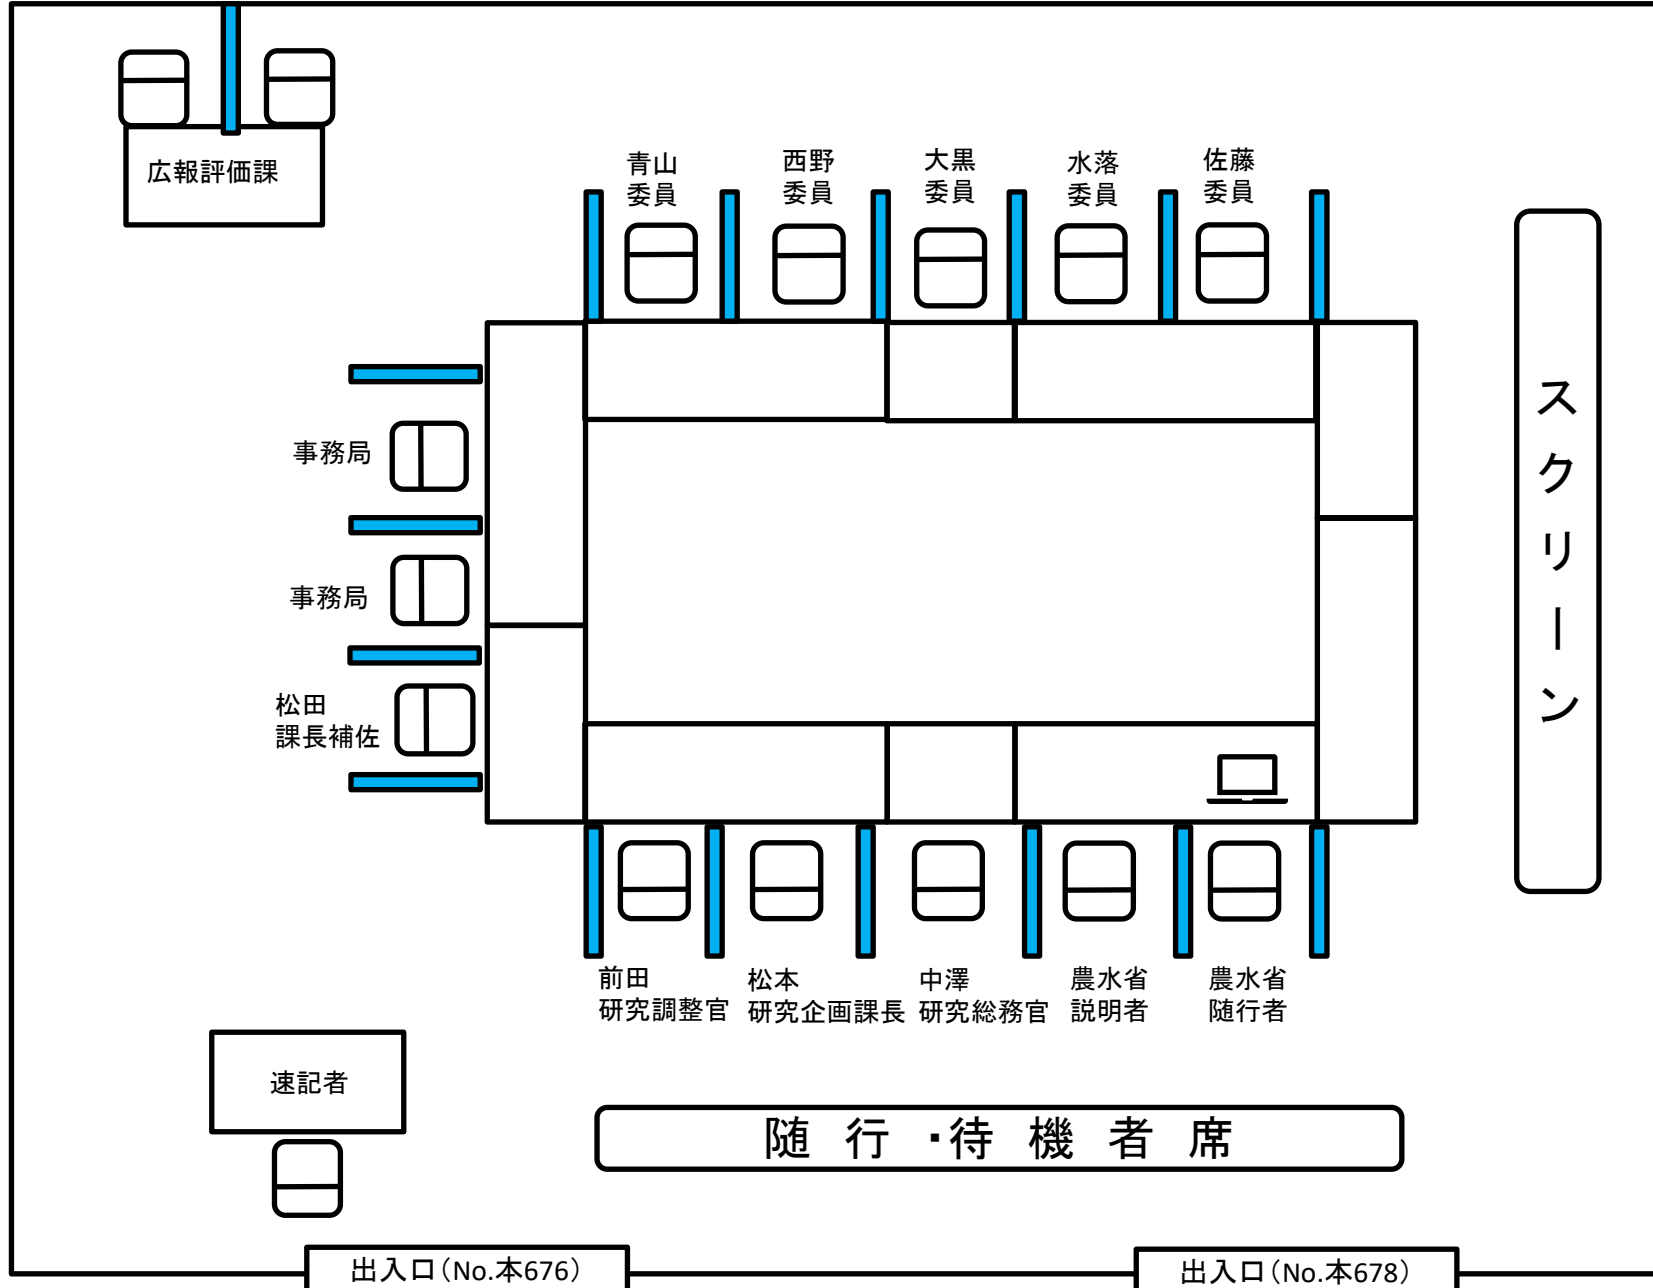 広報評価課
青山
委員
西野
委員
大黒
委員
水落
委員
佐藤
委員
スクリーン
事務局
事務局
松田
課長補佐
前田
研究調整官
松本
研究企画課長
中澤
研究総務官
農水省
説明者
農水省
随行者
速記者
随行・待機者席
出入口(No.本676)
出入口(No.本678)